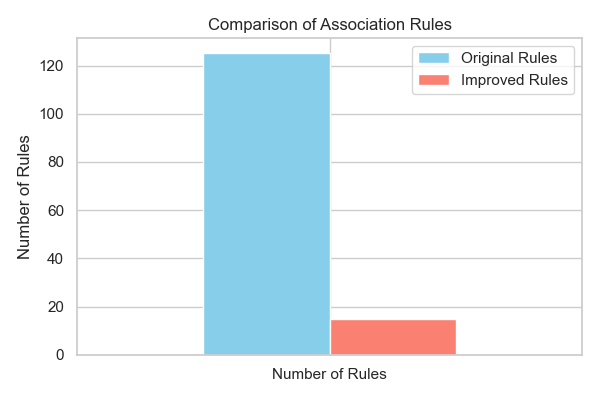 Comparison of Association Rules
Original Rules
Improved Rules
Number of Rules
120
100
80
60
40
20
0
Number of Rules